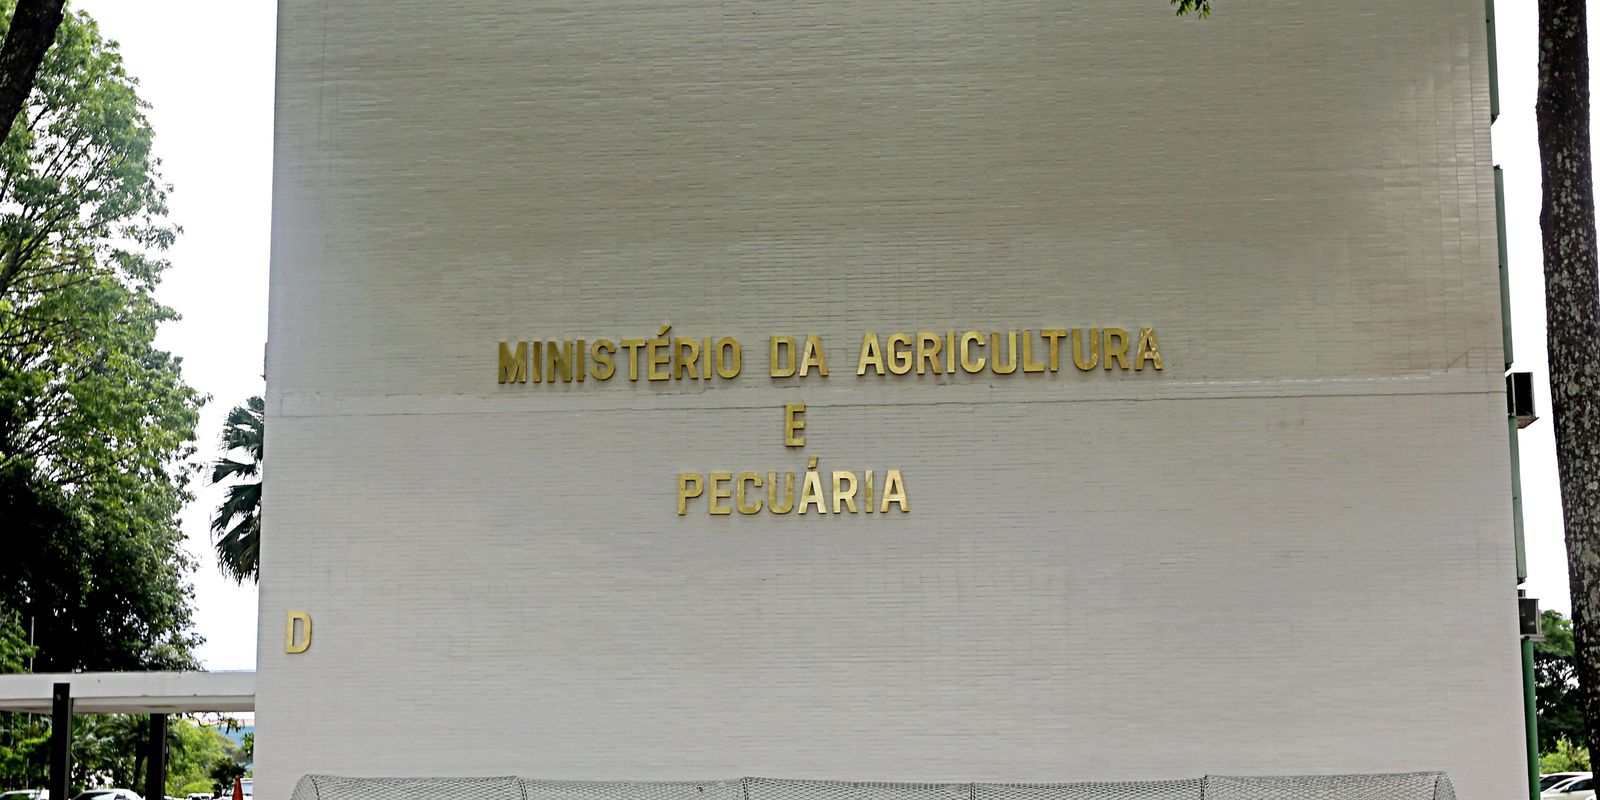 MINISTÉRIO DA AGRICULTURA
E
PECUÁRIA
D